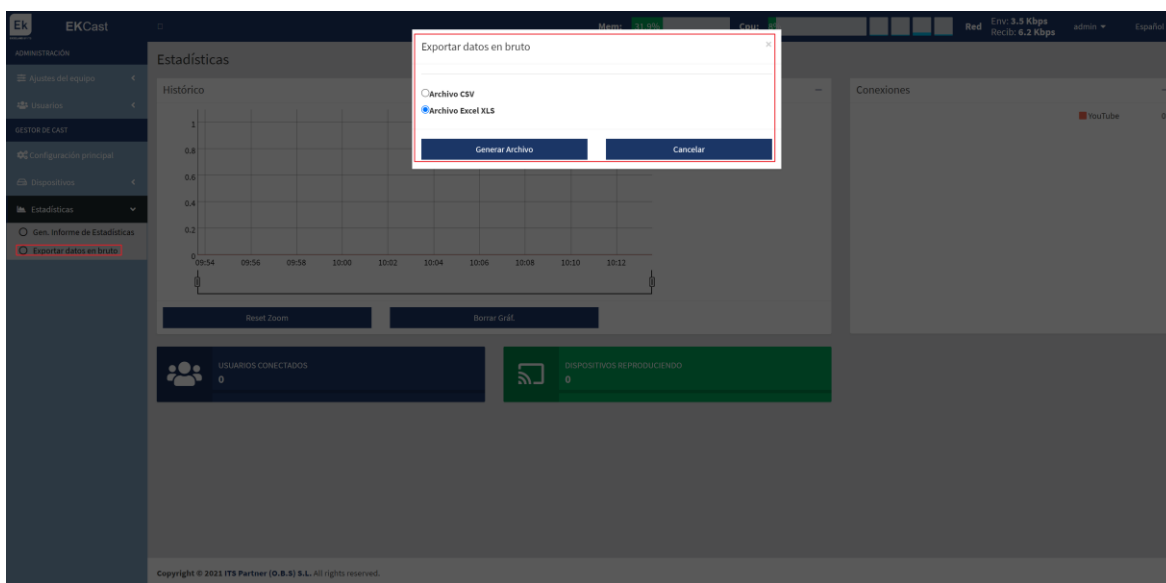 Ek
EKCast
Mem: 31.9%
Cpu:
Red
Env: 3.5 Kbps
Recib: 6.2 Kbps
admin
Español
ADMINISTRACIÓN
Ajustes del equipo
Usuarios
GESTOR DE CAST
Configuración principal
Dispositivos
Estadísticas
Gen. Informe de Estadísticas
Exportar datos en bruto
Estadísticas
Histórico
1
0.8
0.6
0.4
0.2
0
09:54 09:56 09:58 10:00 10:02 10:04 10:06 10:08 10:10 10:12
Reset Zoom
Borrar Gráf.
Conexiones
YouTube
0
Exportar datos en bruto
×
Archivo CSV
Archivo Excel XLS
Generar Archivo
Cancelar
USUARIOS CONECTADOS
0
DISPOSITIVOS REPRODUCIENDO
0
Copyright © 2021 ITS Partner (O.B.S) S.L. All rights reserved.